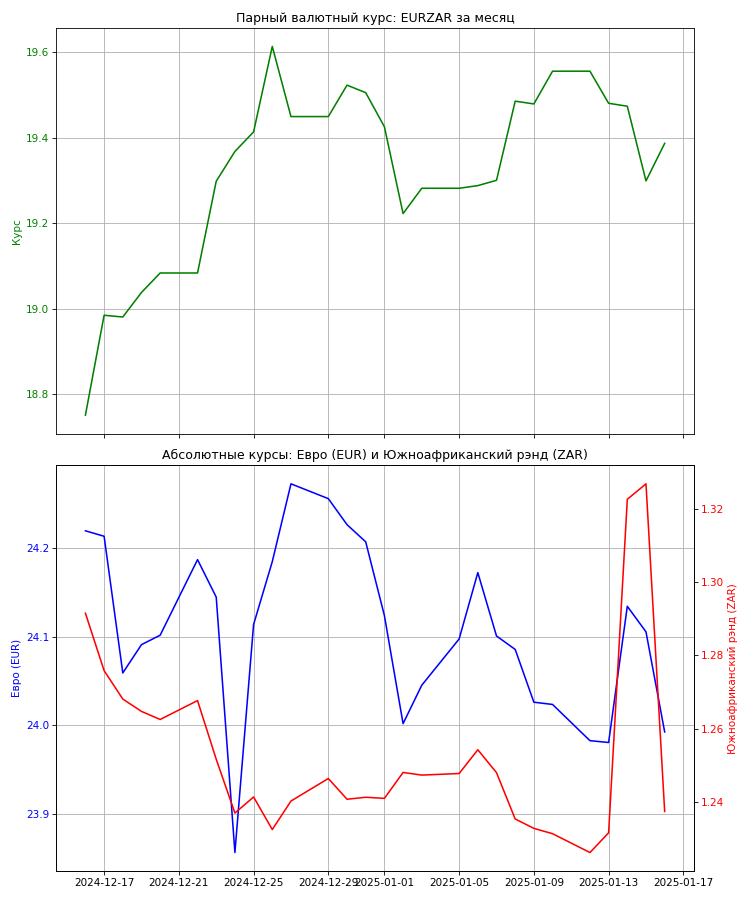 Парный валютный курс: EURZAR за месяц
19.6
19.4
19.2
19.0
18.8
Курс
Абсолютные курсы: Евро (EUR) и Южноафриканский рэнд (ZAR)
24.2
24.1
24.0
23.9
Евро (EUR)
1.32
1.30
1.28
1.26
1.24
Южноафриканский рэнд (ZAR)
2024-12-17 2024-12-21 2024-12-25 2024-12-29 2025-01-01 2025-01-05 2025-01-09 2025-01-13 2025-01-17